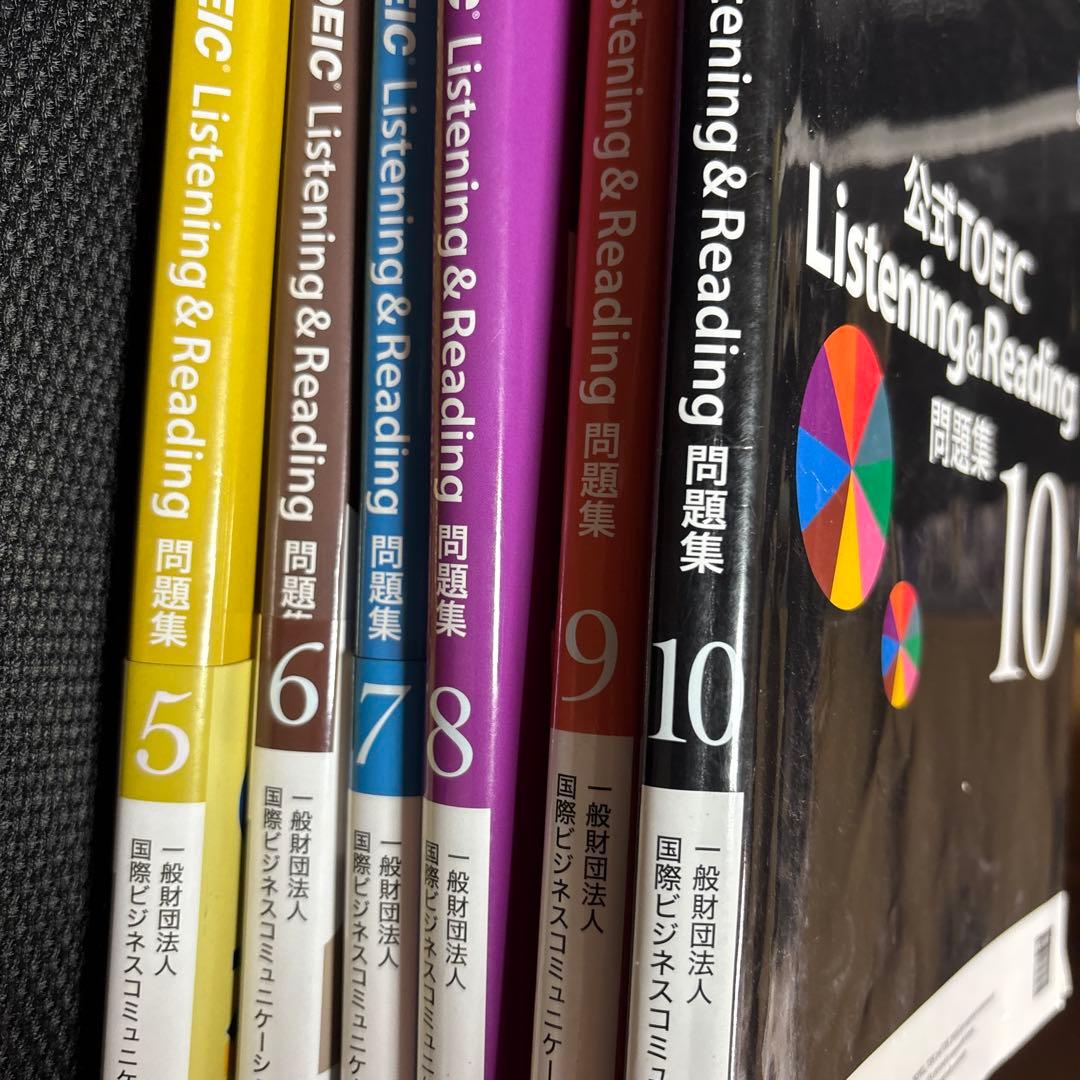 EIC® Listening & Reading 問題集 5
一般財団法人
国際ビジネスコミュニケ
OEIC® Listening & Reading 問題集 6
一般財団法人
国際ビジネスコミュニケーシ
EIC® Listening & Reading 問題集 7
一般財団法人
国際ビジネスコミュニケ
C® Listening & Reading 問題集 8
一般財団法人
国際ビジネスコミュニケ
stening & Reading 問題集 9
一般財団法人
国際ビジネスコミュニケー
tening & Reading 問題集 10
一般財団法人
国際ビジネスコミュ
公式TOEIC
Listening & Reading
問題集 10